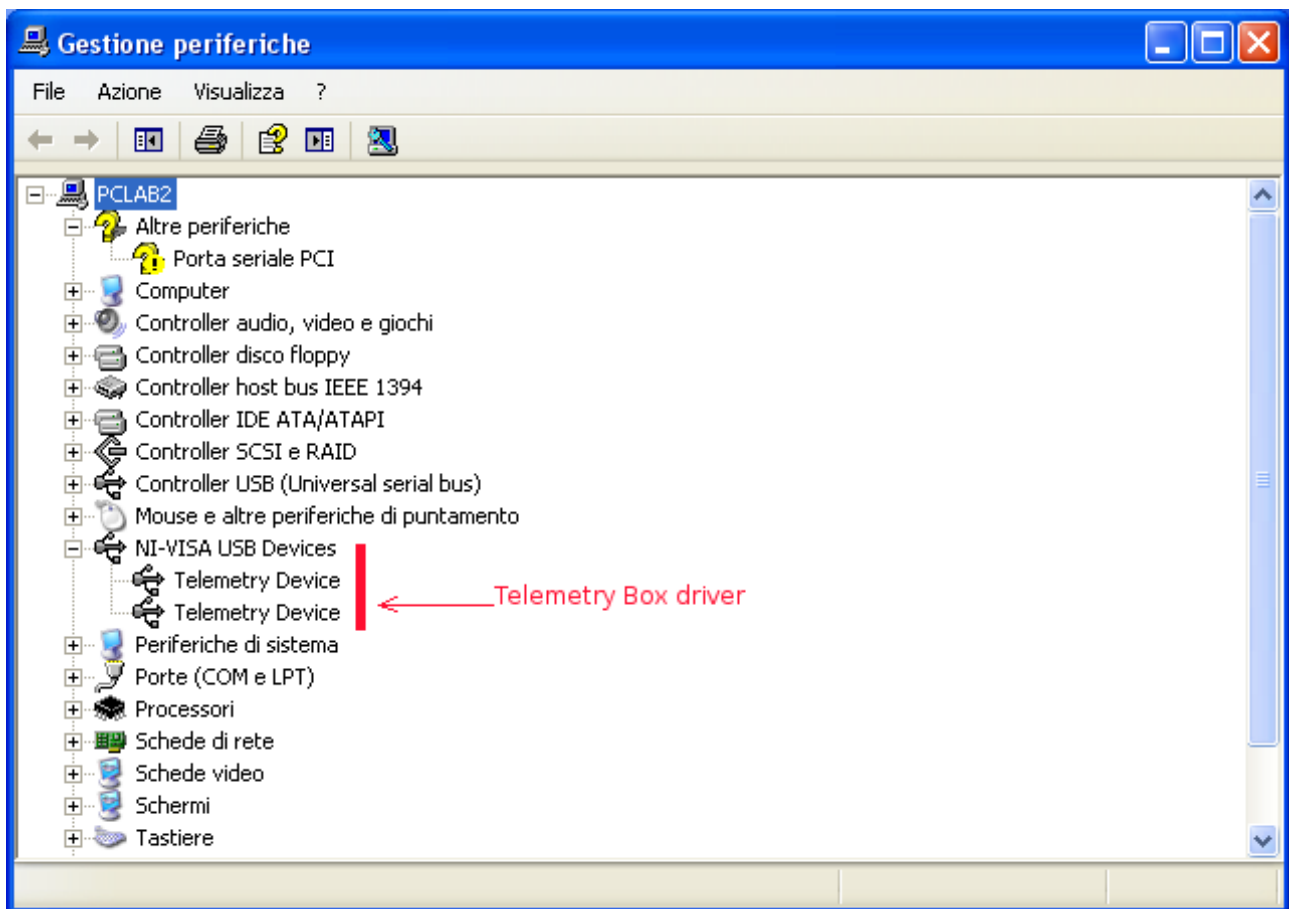 Gestione periferiche
File Azione Visualizza ?
PCLAB2
Altre periferiche
Porta seriale PCI
Computer
Controller audio, video e giochi
Controller disco floppy
Controller host bus IEEE 1394
Controller IDE ATA/ATAPI
Controller SCSI e RAID
Controller USB (Universal serial bus)
Mouse e altre periferiche di puntamento
NI-VISA USB Devices
Telemetry Device
Telemetry Box driver
Telemetry Device
Periferiche di sistema
Porte (COM e LPT)
Processori
Schede di rete
Schede video
Schermi
Tastiere